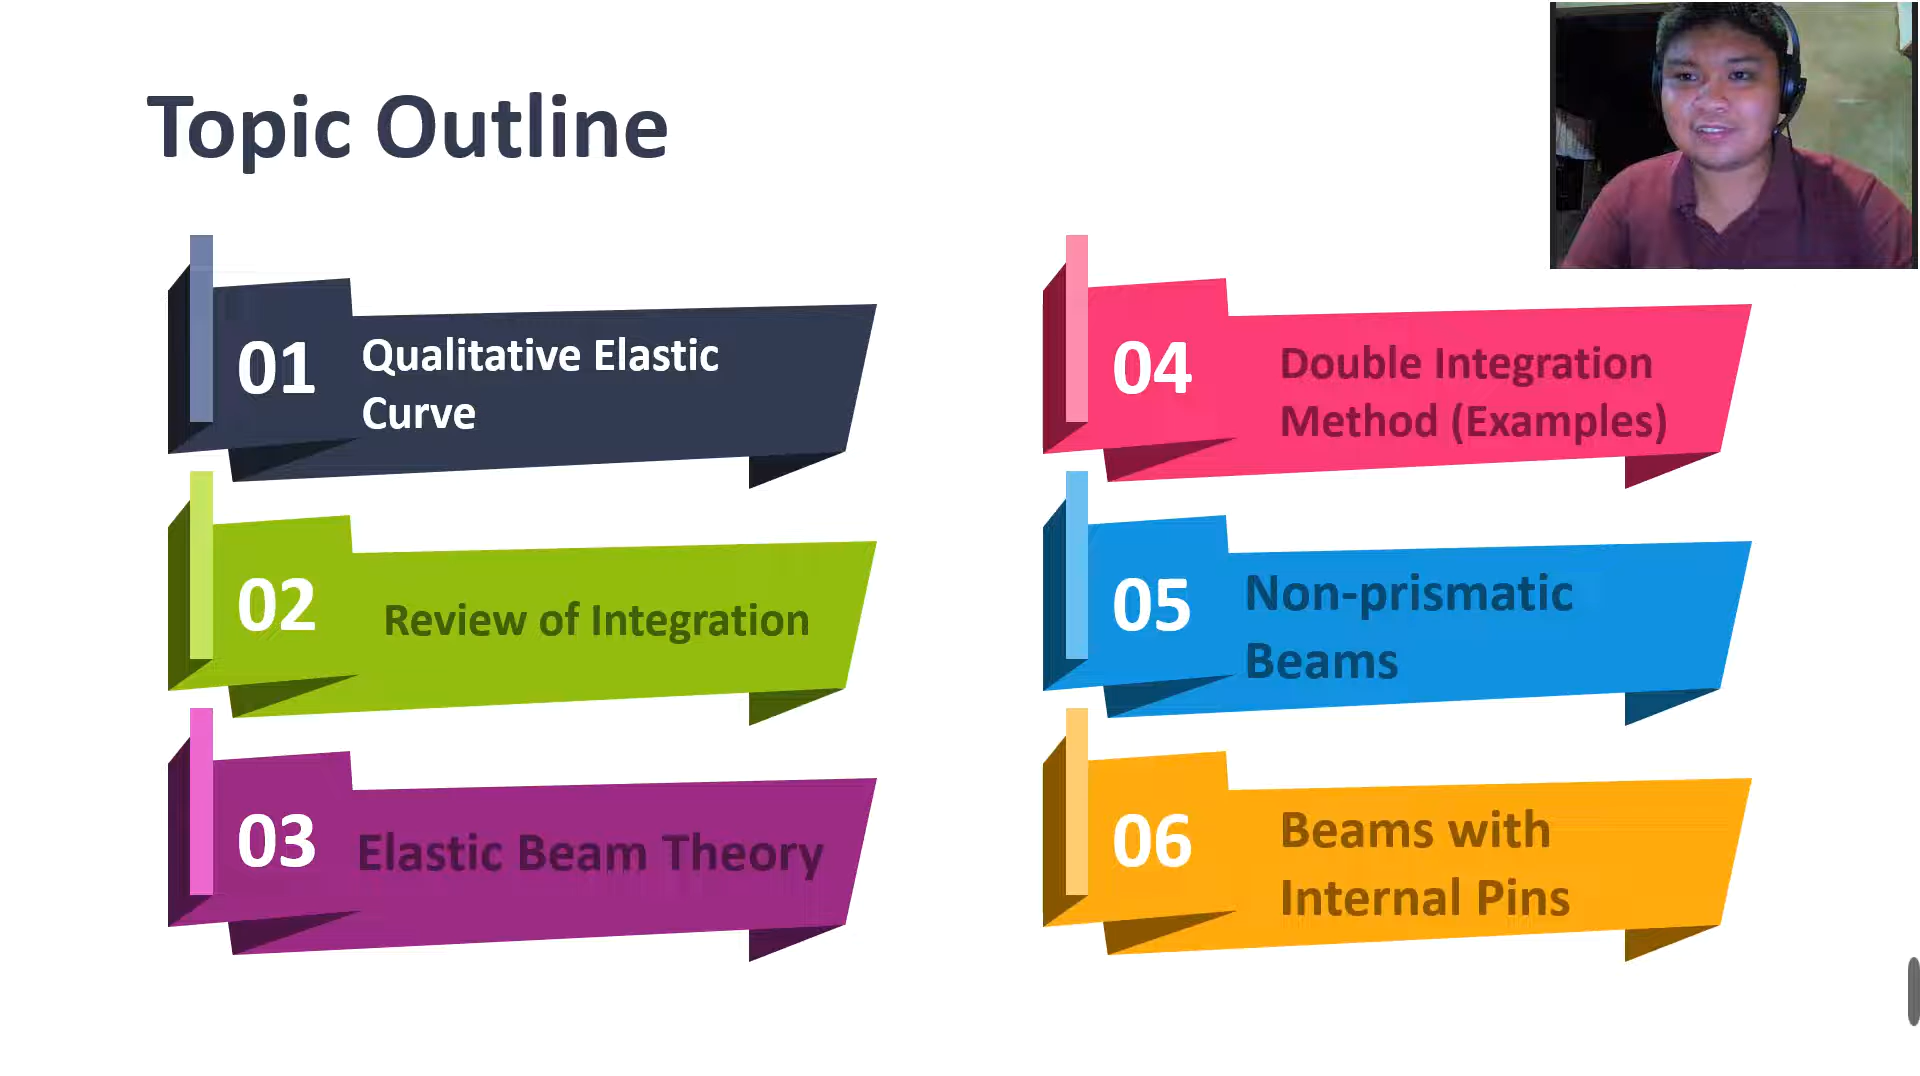 Topic Outline
01
Qualitative Elastic
Curve
02
Review of Integration
03
Elastic Beam Theory
04
Double Integration
Method (Examples)
05
Non-prismatic
Beams
06
Beams with
Internal Pins